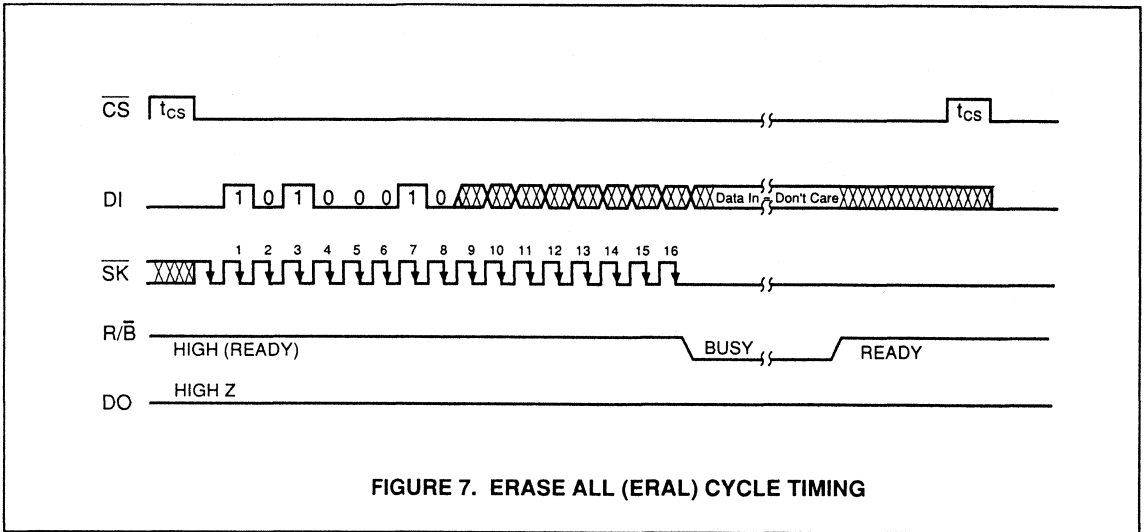 C̅S̅ tCS tCS
DI 1 0 1 0 0 0 1 0 Data In = Don't Care
1 2 3 4 5 6 7 8 9 10 11 12 13 14 15 16
S̅K̅
R/B̅
HIGH (READY) BUSY READY
HIGH Z
DO
FIGURE 7. ERASE ALL (ERAL) CYCLE TIMING